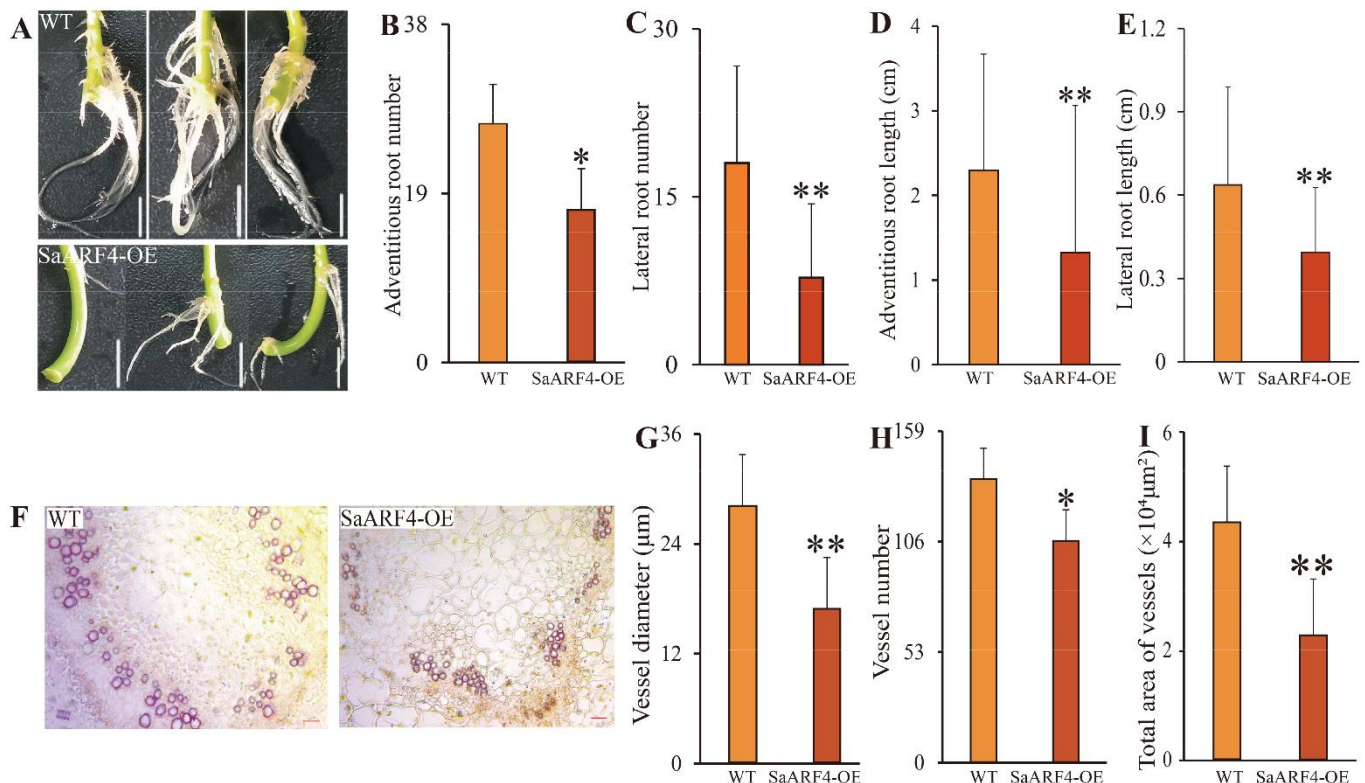 A
WT
SaARF4-OE
B
Adventitious root number
38
19
0
*
WT
SaARF4-OE
C
Lateral root number
30
15
0
**
WT
SaARF4-OE
D
Adventitious root length (cm)
4
3
2
1
0
**
WT
SaARF4-OE
E
Lateral root length (cm)
1.2
0.9
0.6
0.3
0
**
WT
SaARF4-OE
F
WT
SaARF4-OE
G
Vessel diameter (μm)
36
24
12
0
**
WT
SaARF4-OE
H
Vessel number
159
106
53
0
*
WT
SaARF4-OE
I
Total area of vessels (×10⁴μm²)
6
4
2
0
**
WT
SaARF4-OE